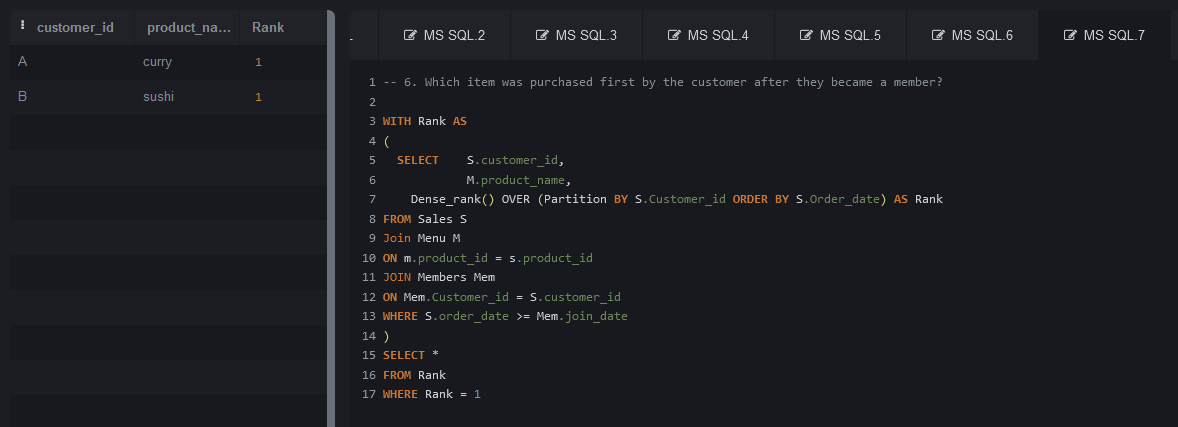 customer_id product_na... Rank
A curry 1
B sushi 1
MS SQL.2 MS SQL.3 MS SQL.4 MS SQL.5 MS SQL.6 MS SQL.7
1 -- 6. Which item was purchased first by the customer after they became a member?
2
3 WITH Rank AS
4 (
5 SELECT S.customer_id,
6 M.product_name,
7 Dense_rank() OVER (Partition BY S.Customer_id ORDER BY S.Order_date) AS Rank
8 FROM Sales S
9 Join Menu M
10 ON m.product_id = s.product_id
11 JOIN Members Mem
12 ON Mem.Customer_id = S.customer_id
13 WHERE S.order_date >= Mem.join_date
14 )
15 SELECT *
16 FROM Rank
17 WHERE Rank = 1